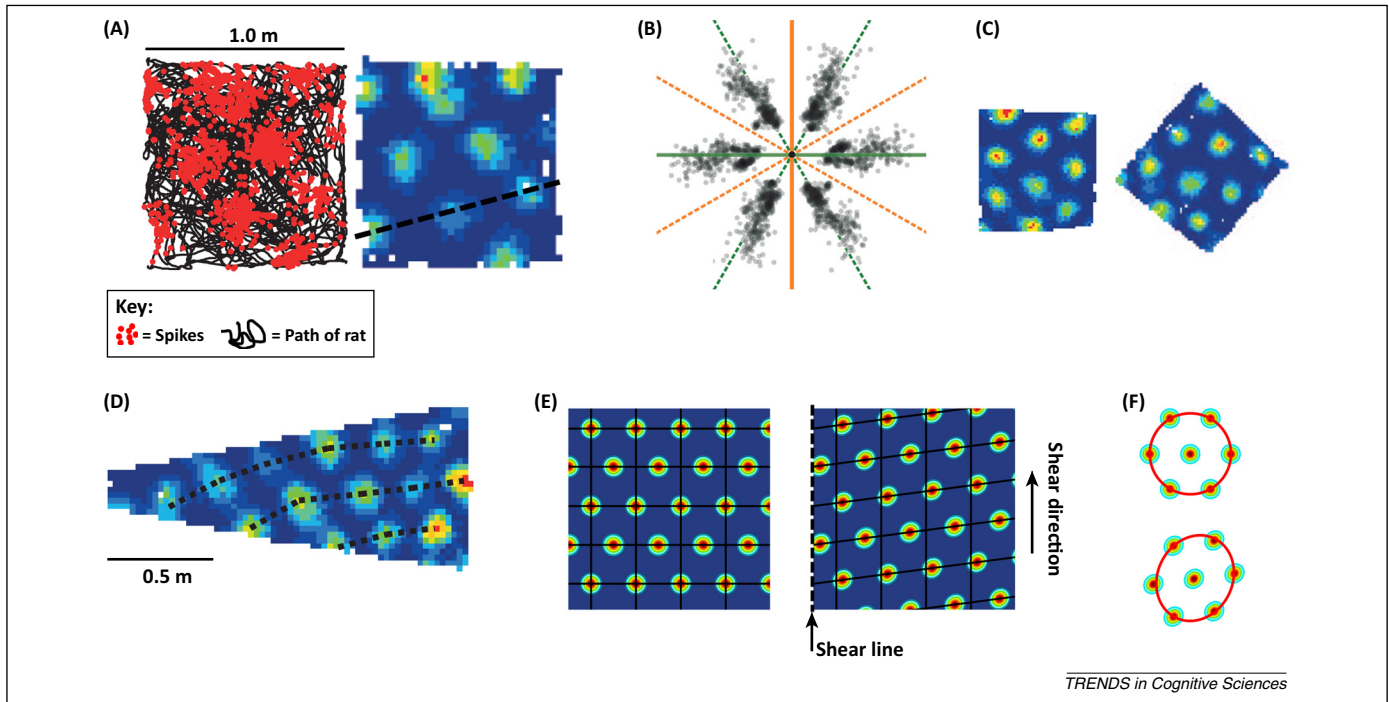 (A)
1.0 m
(B)
(C)
Key:
= Spikes
= Path of rat
(D)
0.5 m
(E)
Shear direction
Shear line
(F)
TRENDS in Cognitive Sciences